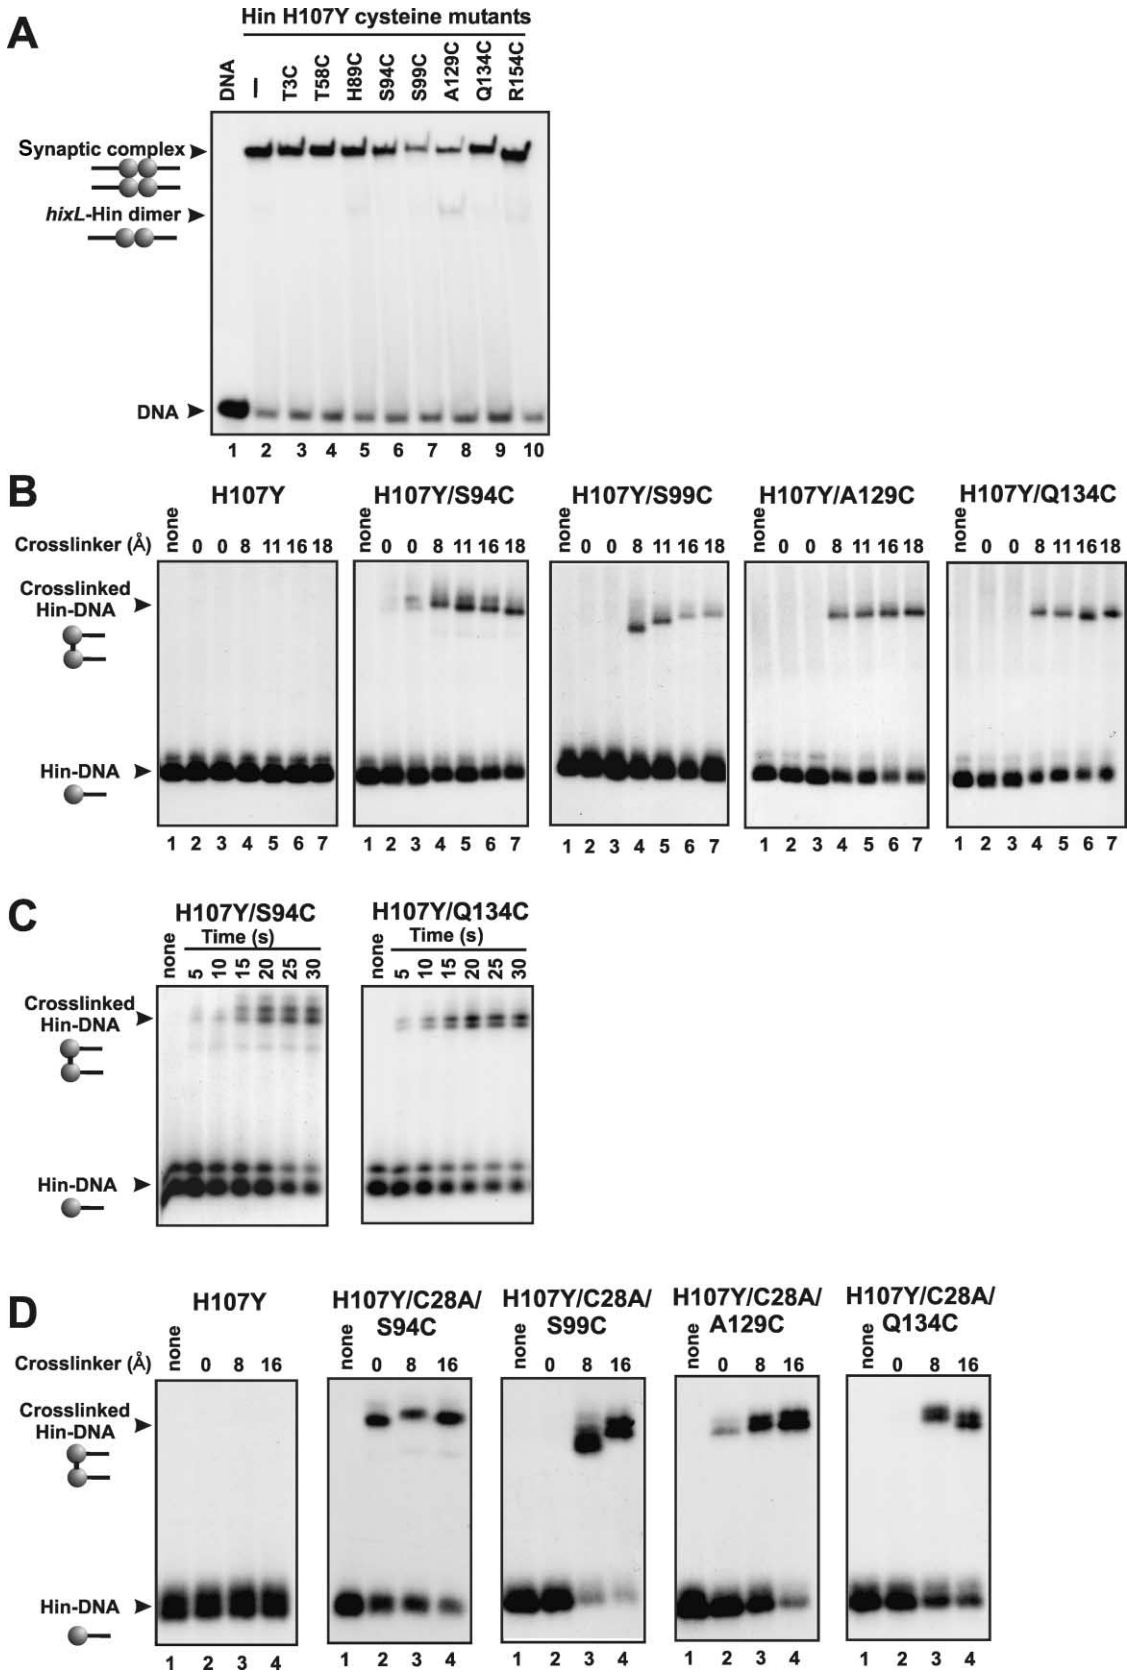 A
Hin H107Y cysteine mutants
DNA – T3C T58C H89C S94C S99C A129C Q134C R154C
Synaptic complex
hixL-Hin dimer
DNA
1 2 3 4 5 6 7 8 9 10
B
H107Y H107Y/S94C H107Y/S99C H107Y/A129C H107Y/Q134C
Crosslinker (Å) none 0 0 8 11 16 18 none 0 0 8 11 16 18 none 0 0 8 11 16 18 none 0 0 8 11 16 18 none 0 0 8 11 16 18
Crosslinked
Hin-DNA
Hin-DNA
1 2 3 4 5 6 7 1 2 3 4 5 6 7 1 2 3 4 5 6 7 1 2 3 4 5 6 7 1 2 3 4 5 6 7
C
H107Y/S94C H107Y/Q134C
Time (s) Time (s)
none 5 10 15 20 25 30 none 5 10 15 20 25 30
Crosslinked
Hin-DNA
Hin-DNA
D
H107Y H107Y/C28A/ H107Y/C28A/ H107Y/C28A/ H107Y/C28A/
S94C S99C A129C Q134C
Crosslinker (Å) none 0 8 16 none 0 8 16 none 0 8 16 none 0 8 16 none 0 8 16
Crosslinked
Hin-DNA
Hin-DNA
1 2 3 4 1 2 3 4 1 2 3 4 1 2 3 4 1 2 3 4